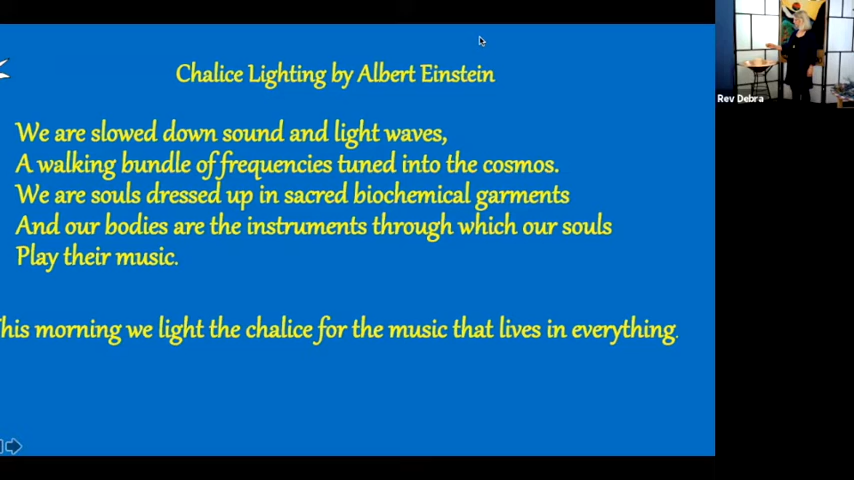 Chalice Lighting by Albert Einstein
We are slowed down sound and light waves,
A walking bundle of frequencies tuned into the cosmos.
We are souls dressed up in sacred biochemical garments
And our bodies are the instruments through which our souls
Play their music.
his morning we light the chalice for the music that lives in everything.
Rev Debra